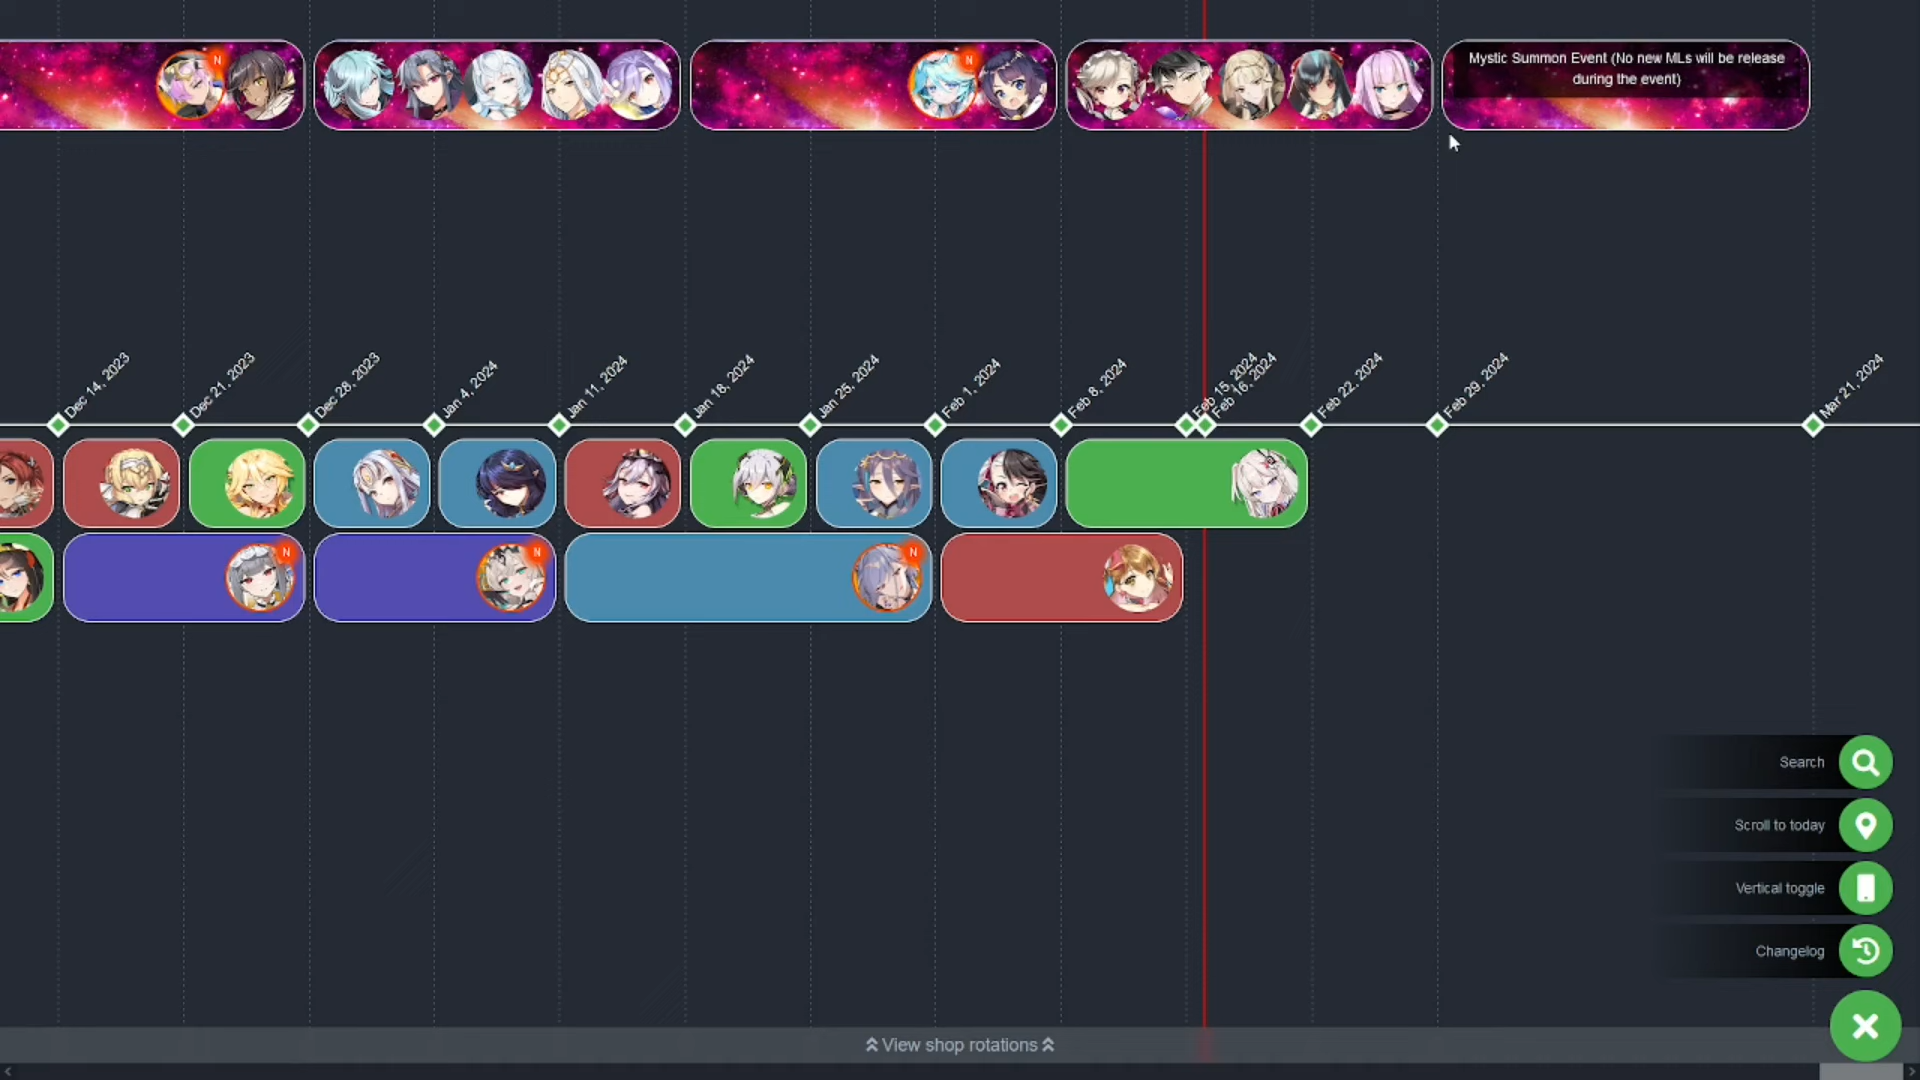 N
N
Mystic Summon Event (No new MLs will be release
during the event)
Dec 14, 2023
Dec 21, 2023
Dec 28, 2023
Jan 4, 2024
Jan 11, 2024
Jan 18, 2024
Jan 25, 2024
Feb 1, 2024
Feb 8, 2024
Feb 15, 2024
Feb 16, 2024
Feb 22, 2024
Feb 29, 2024
Mar 21, 2024
N
N
N
Search
Scroll to today
Vertical toggle
Changelog
View shop rotations